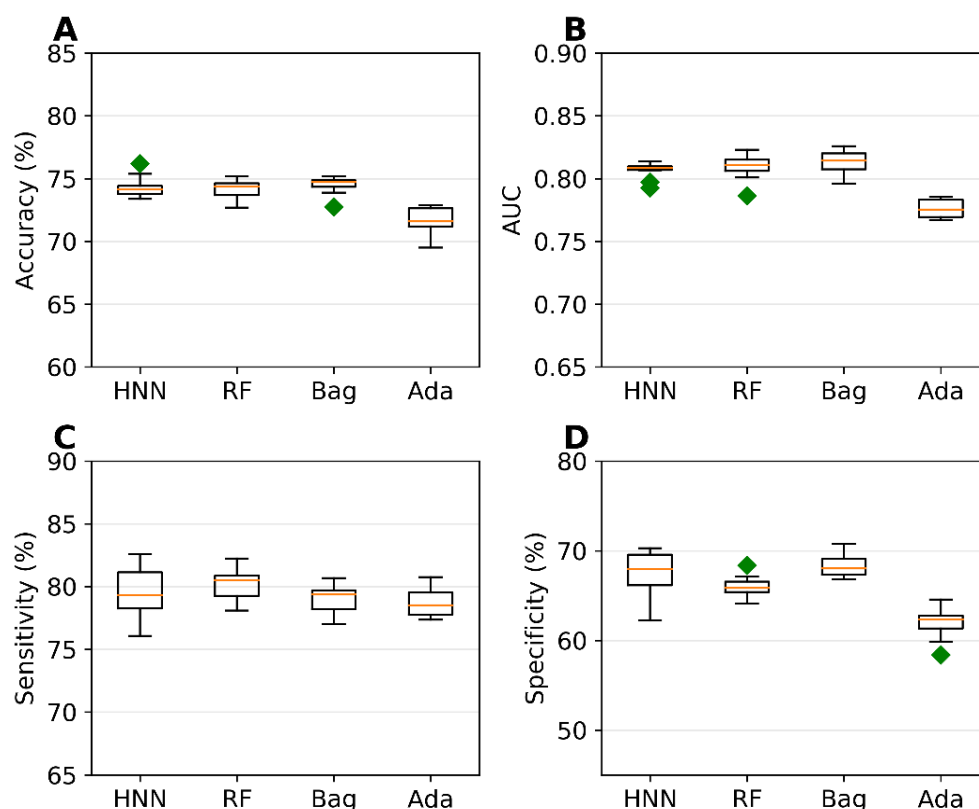 A
85
80
75
70
65
60
Accuracy (%)
HNN RF Bag Ada
B
0.90
0.85
0.80
0.75
0.70
0.65
AUC
HNN RF Bag Ada
C
90
85
80
75
70
65
Sensitivity (%)
HNN RF Bag Ada
D
80
70
60
50
Specificity (%)
HNN RF Bag Ada